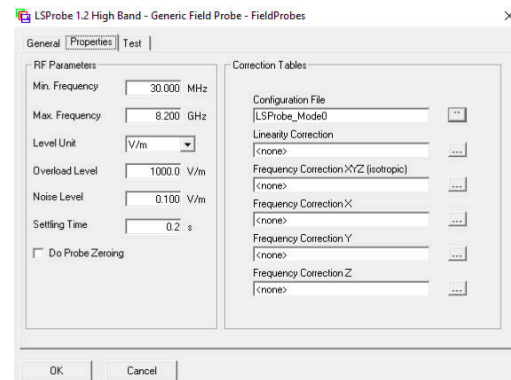 LSProbe 1.2 High Band - Generic Field Probe - FieldProbes
General Properties Test
RF Parameters
Min. Frequency 30.000 MHz
Max. Frequency 8.200 GHz
Level Unit V/m
Overload Level 1000.0 V/m
Noise Level 0.100 V/m
Settling Time 0.2 s
Do Probe Zeroing
Correction Tables
Configuration File
LSProbe_Mode0
...
Linearity Correction
<none>
...
Frequency Correction XYZ (isotropic)
<none>
...
Frequency Correction X
<none>
...
Frequency Correction Y
<none>
...
Frequency Correction Z
<none>
...
OK Cancel